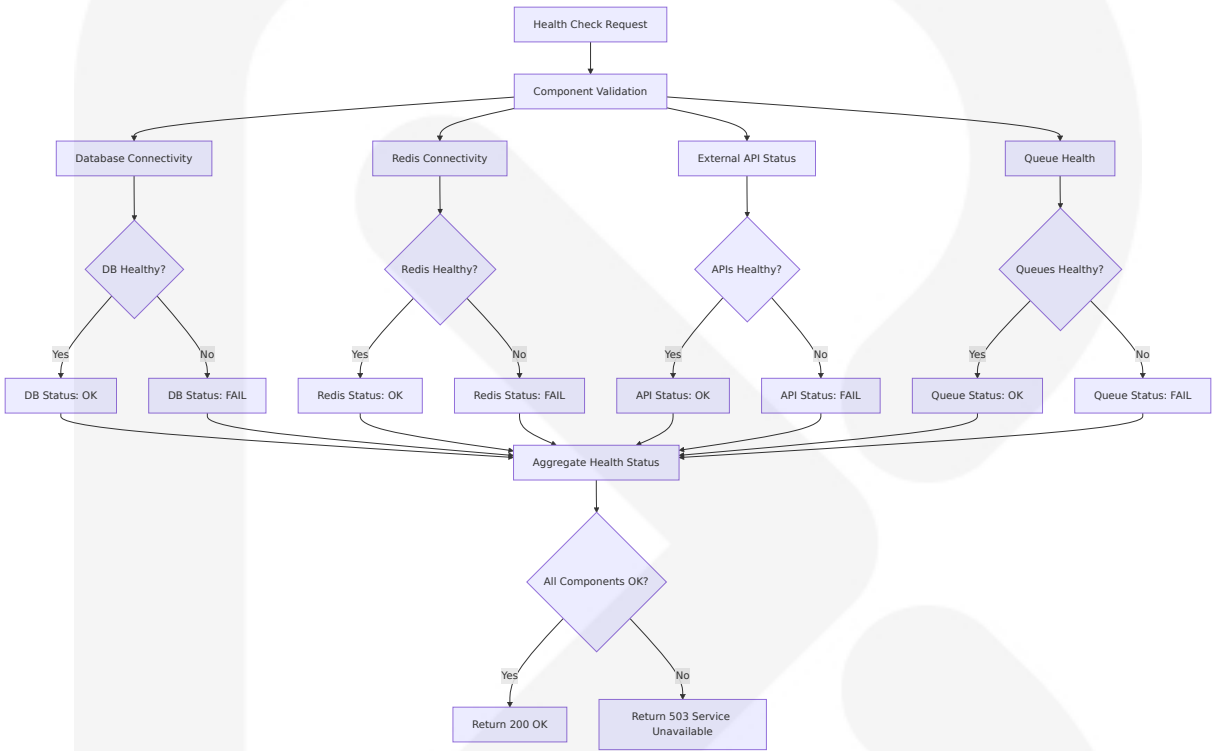 Health Check Request
Component Validation
Database Connectivity
Redis Connectivity
External API Status
Queue Health
DB Healthy?
Redis Healthy?
APIs Healthy?
Queues Healthy?
Yes
No
Yes
No
Yes
No
Yes
No
DB Status: OK
DB Status: FAIL
Redis Status: OK
Redis Status: FAIL
API Status: OK
API Status: FAIL
Queue Status: OK
Queue Status: FAIL
Aggregate Health Status
All Components OK?
Yes
No
Return 200 OK
Return 503 Service
Unavailable